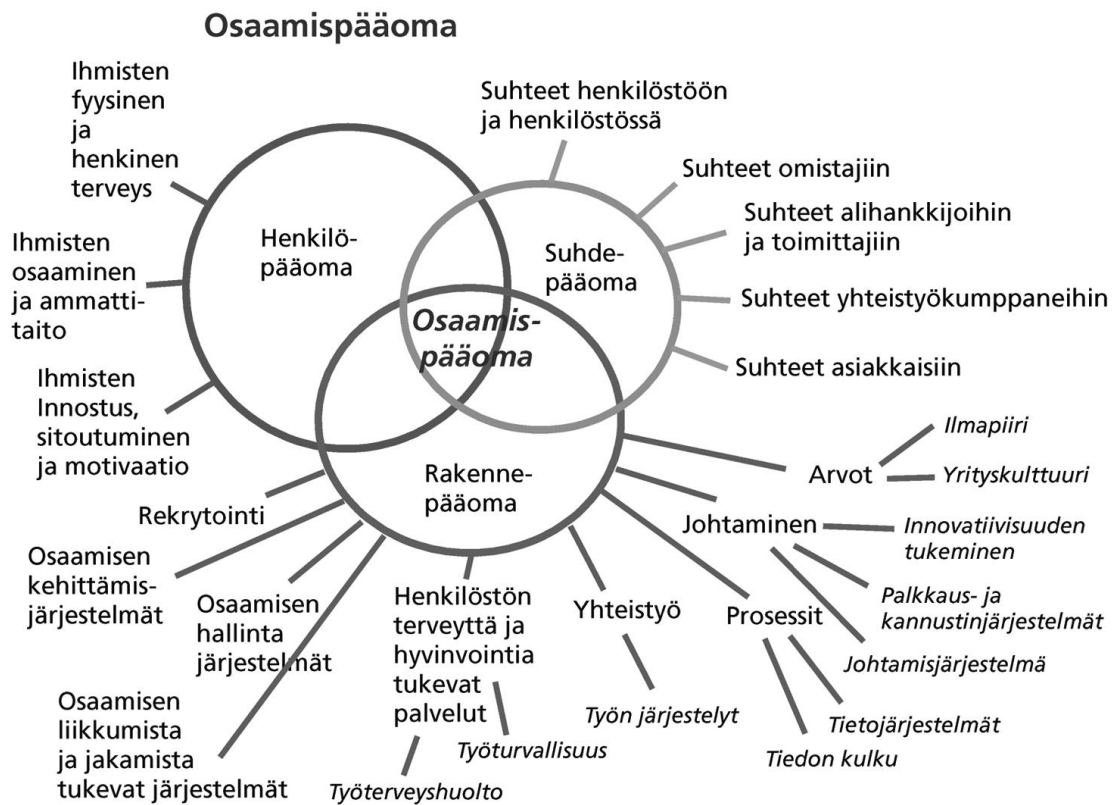 Osaamispääoma
Ihmisten
fyysinen
ja
henkinen
terveys
Ihmisten
osaaminen
ja ammatti-
taito
Ihmisten
Innostus,
sitoutuminen
ja motivaatio
Henkilö-
pääoma
Suhteet henkilöstöön
ja henkilöstössä
Suhteet omistajiin
Suhteet alihankkijoihin
ja toimittajiin
Suhteet yhteistyökumppaneihin
Suhteet asiakkaisiin
Suhde-
pääoma
Osaamis-
pääoma
Rakenne-
pääoma
Rekrytointi
Osaamisen
kehittämis-
järjestelmät
Osaamisen
hallinta
järjestelmät
Osaamisen
liikkumista
ja jakamista
tukevat järjestelmät
Henkilöstön
terveyttä ja
hyvinvointia
tukevat
palvelut
Työturvallisuus
Työterveyshuolto
Yhteistyö
Työn järjestelyt
Prosessit
Tietojärjestelmät
Tiedon kulku
Johtaminen
Innovatiivisuuden
tukeminen
Palkkaus- ja
kannustinjärjestelmät
Johtamisjärjestelmä
Arvot
Ilmapiiri
Yrityskulttuuri